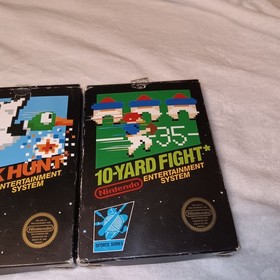 K HUNT
ENTERTAINMENT
SYSTEM
35
10-YARD FIGHT*
Nintendo
ENTERTAINMENT
SYSTEM
SPORTS SERIES